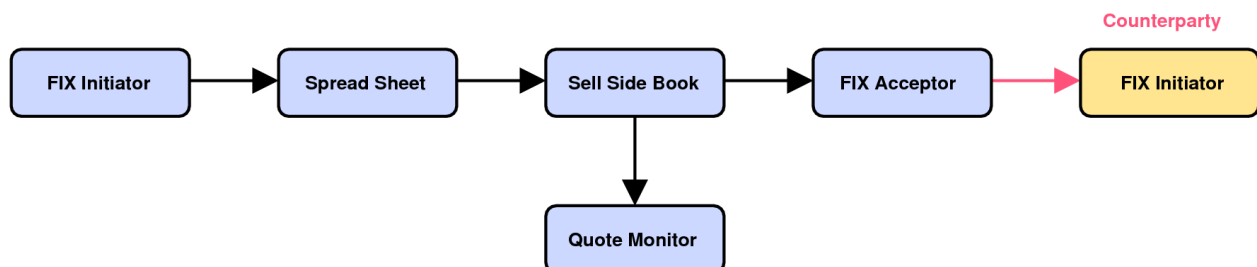 Counterparty
FIX Initiator
Spread Sheet
Sell Side Book
FIX Acceptor
FIX Initiator
Quote Monitor